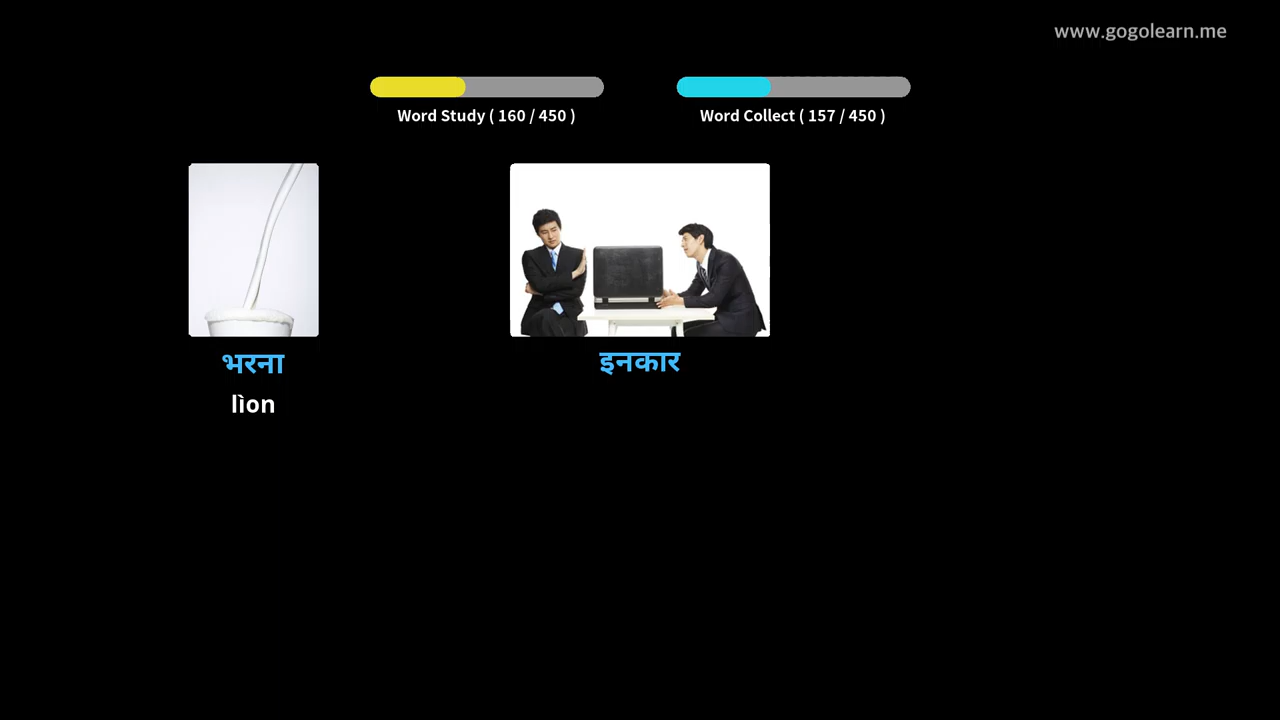 www.gogolearn.me
Word Study ( 160 / 450 )
Word Collect ( 157 / 450 )
भरना
lìon
इनकार